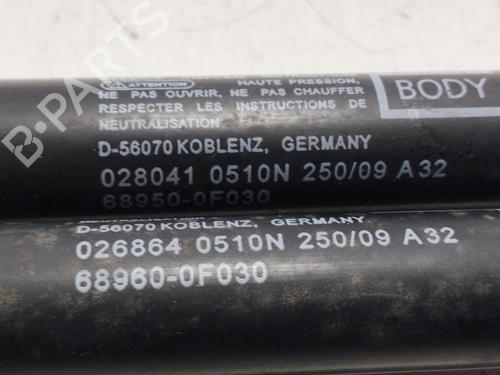 ATTENTION HAUTE PRESSION,
NE PAS OUVRIR, NE PAS CHAUFFER
RESPECTER LES INSTRUCTIONS DE
NEUTRALISATION
BODY
D-56070 KOBLENZ, GERMANY
028041 0510N 250/09 A32
68950-0F030
D-56070 KOBLENZ, GERMANY
026864 0510N 250/09 A32
68960-0F030